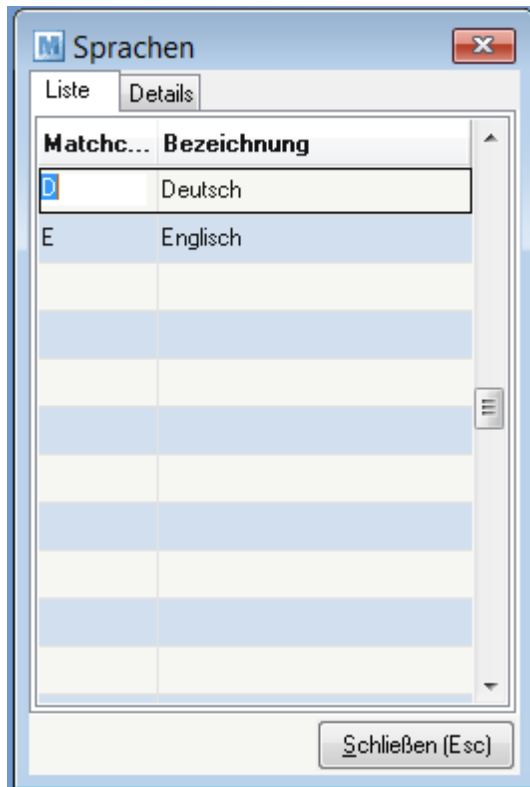 M Sprachen
Liste Details
Matchc... Bezeichnung
D Deutsch
E Englisch
Schließen (Esc)